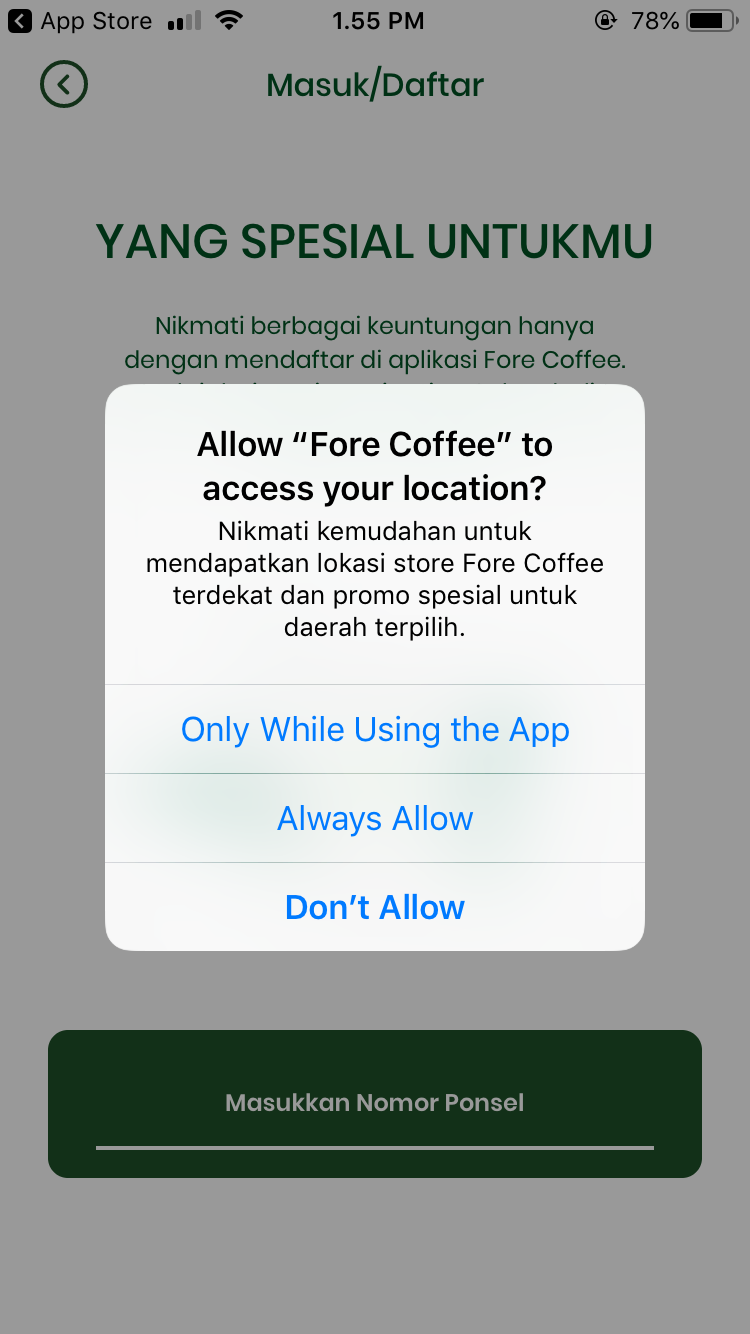 App Store 1.55 PM 78%
Masuk/Daftar
YANG SPESIAL UNTUKMU
Nikmati berbagai keuntungan hanya
dengan mendaftar di aplikasi Fore Coffee.
Allow “Fore Coffee” to
access your location?
Nikmati kemudahan untuk
mendapatkan lokasi store Fore Coffee
terdekat dan promo spesial untuk
daerah terpilih.
Only While Using the App
Always Allow
Don’t Allow
Masukkan Nomor Ponsel